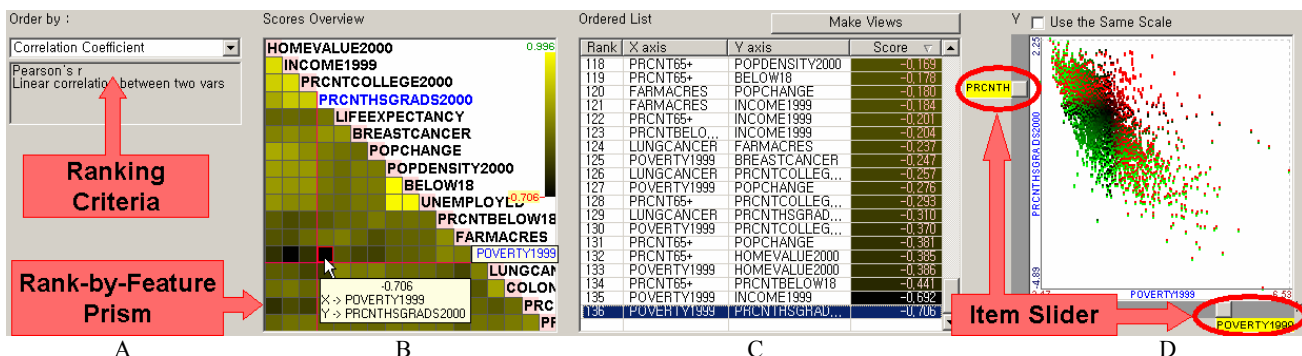 Order by :
Correlation Coefficient
Pearson's r
Linear correlation between two vars
Ranking
Criteria
Rank-by-Feature
Prism
A
Scores Overview
0.996
HOMEVALUE2000
INCOME1999
PRCNTCOLLEGE2000
PRCNTHSGRADS2000
LIFEEXPECTANCY
BREASTCANCER
POPCHANGE
POPDENSITY2000
BELOW18
-0.706
UNEMPLOYED
PRCNTBELOW18
FARMACRES
POVERTY1999
LUNGCAN
COLON
PRC
-0.706
X -> POVERTY1999
Y -> PRCNTHSGRADS2000
B
Ordered List
Make Views
Rank X axis Y axis Score
118 PRCNT65+ POPDENSITY2000 -0.169
119 PRCNT65+ BELOW18 -0.178
120 FARMACRES POPCHANGE -0.180
121 FARMACRES INCOME1999 -0.184
122 PRCNT65+ INCOME1999 -0.201
123 PRCNTBELO... INCOME1999 -0.204
124 LUNGCANCER FARMACRES -0.237
125 POVERTY1999 BREASTCANCER -0.247
126 LUNGCANCER PRCNTCOLLEG... -0.257
127 POVERTY1999 POPCHANGE -0.276
128 PRCNT65+ PRCNTCOLLEG... -0.293
129 LUNGCANCER PRCNTHSGRAD... -0.310
130 POVERTY1999 PRCNTCOLLEG... -0.370
131 PRCNT65+ POPCHANGE -0.381
132 PRCNT65+ HOMEVALUE2000 -0.385
133 POVERTY1999 HOMEVALUE2000 -0.386
134 PRCNT65+ PRCNTBELOW18 -0.441
135 POVERTY1999 INCOME1999 -0.692
136 POVERTY1999 PRCNTHSGRAD... -0.706
C
Y Use the Same Scale
2.25
PRCNTH
PRCNTHSGRADS2000
-4.89
POVERTY1999
6.53
POVERTY1999
Item Slider
D